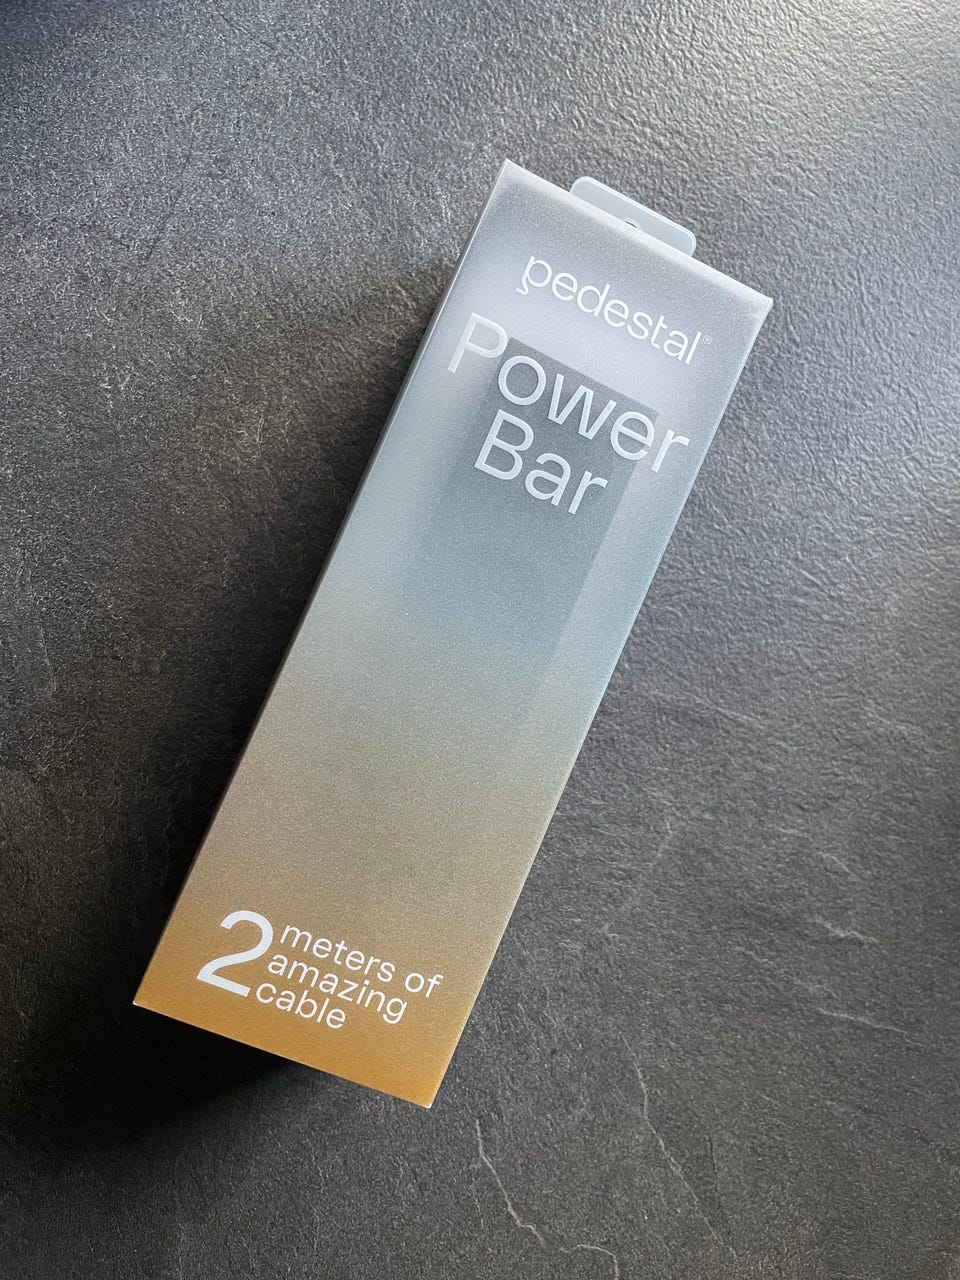 pedestal®
Power
Bar
2 meters of
amazing
cable